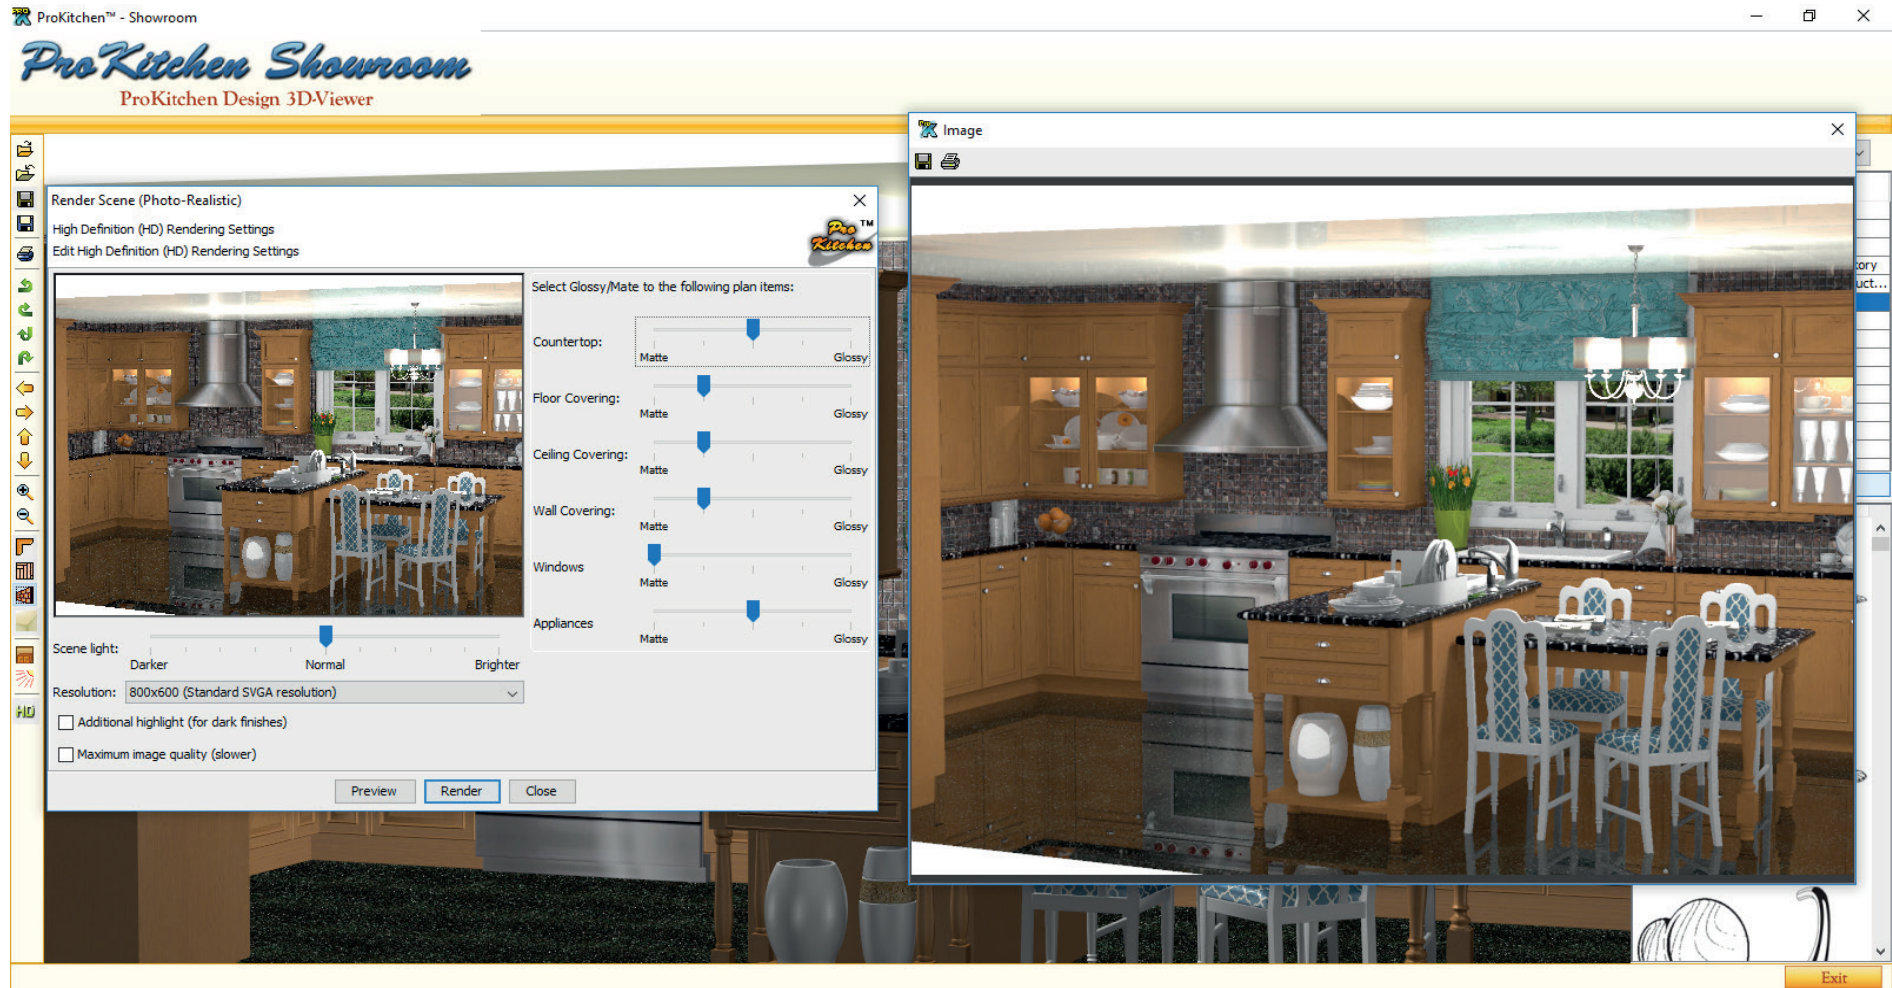 ProKitchen™ - Showroom
ProKitchen Showroom
ProKitchen Design 3D-Viewer
Image
Render Scene (Photo-Realistic)
High Definition (HD) Rendering Settings
Edit High Definition (HD) Rendering Settings
Pro™
Kitchen
Select Glossy/Mate to the following plan items:
Countertop:
Matte Glossy
Floor Covering:
Matte Glossy
Ceiling Covering:
Matte Glossy
Wall Covering:
Matte Glossy
Windows
Matte Glossy
Appliances
Matte Glossy
Scene light:
Darker Normal Brighter
Resolution: 800x600 (Standard SVGA resolution)
Additional highlight (for dark finishes)
Maximum image quality (slower)
Preview Render Close
HD
ory
uct...
Exit